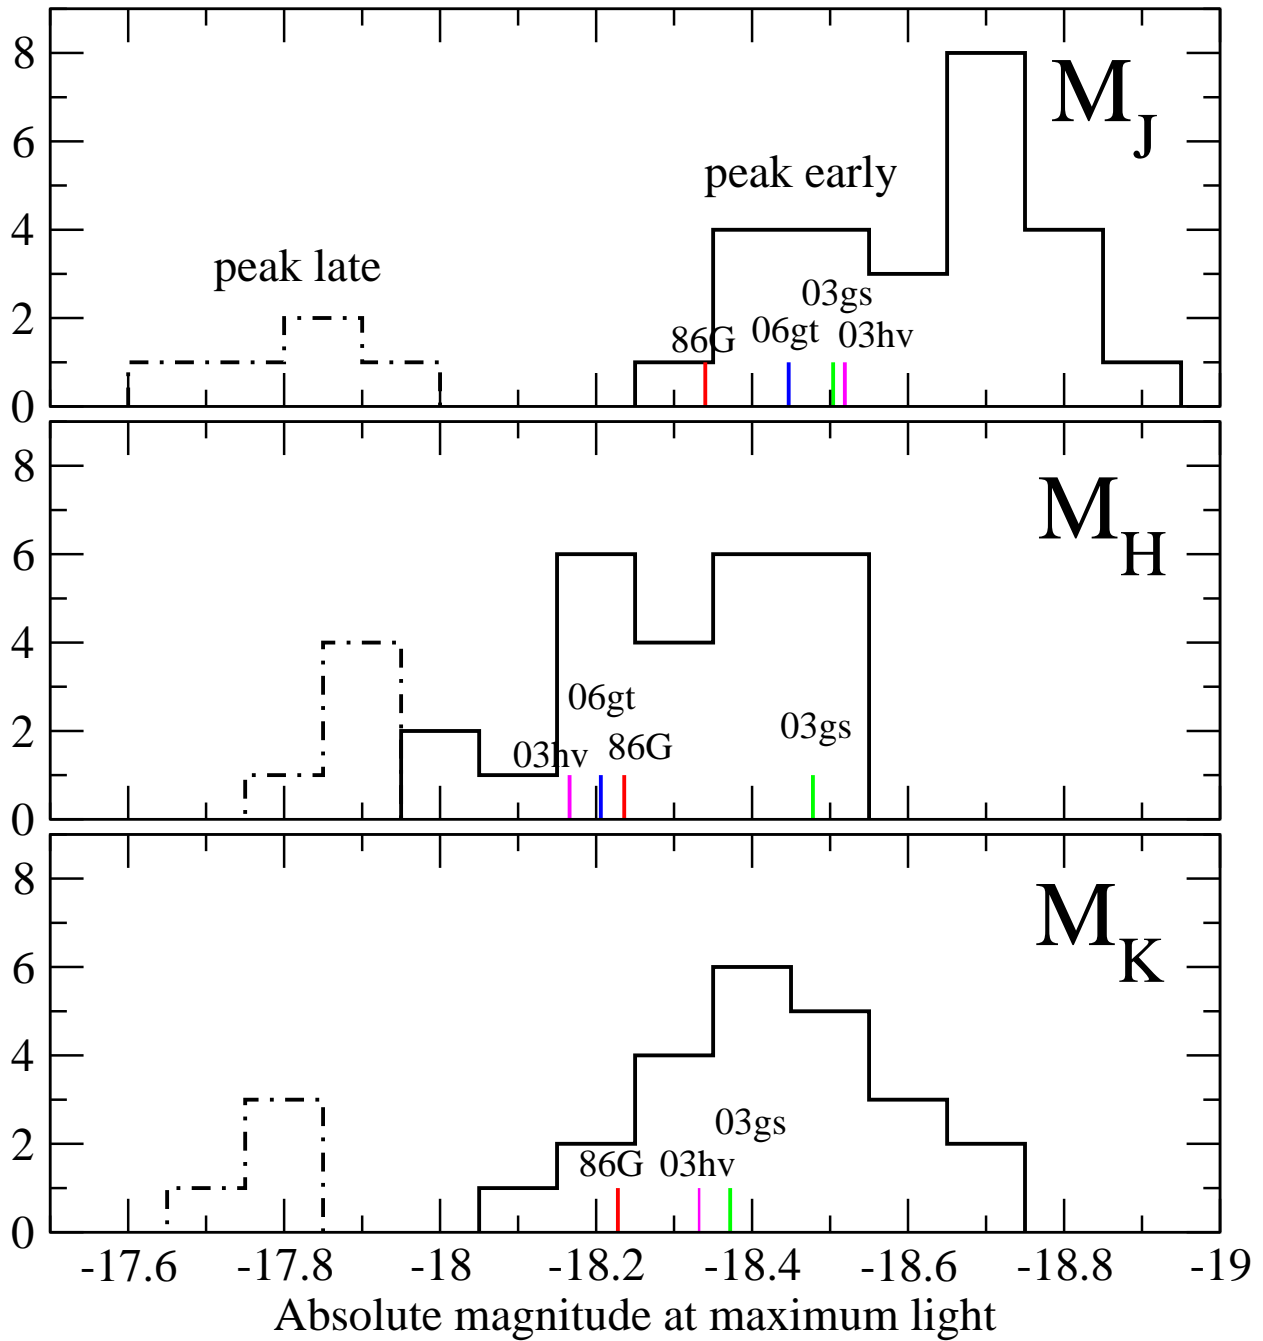 8
6
4
2
0
M_J
peak early
peak late
03gs
86G 06gt 03hv
8
6
4
2
0
M_H
06gt
03hv 86G
03gs
8
6
4
2
0
M_K
03gs
86G 03hv
-17.6 -17.8 -18 -18.2 -18.4 -18.6 -18.8 -19
Absolute magnitude at maximum light